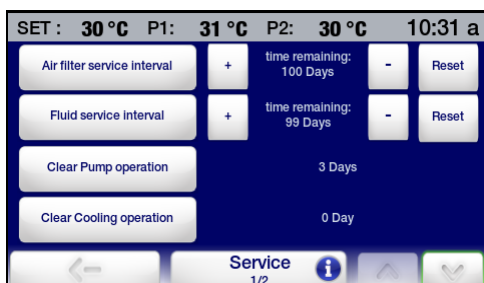 SET : 30 °C P1: 31 °C P2: 30 °C 10:31 a
Air filter service interval + time remaining: 100 Days - Reset
Fluid service interval + time remaining: 99 Days - Reset
Clear Pump operation 3 Days
Clear Cooling operation 0 Day
Service
1/2